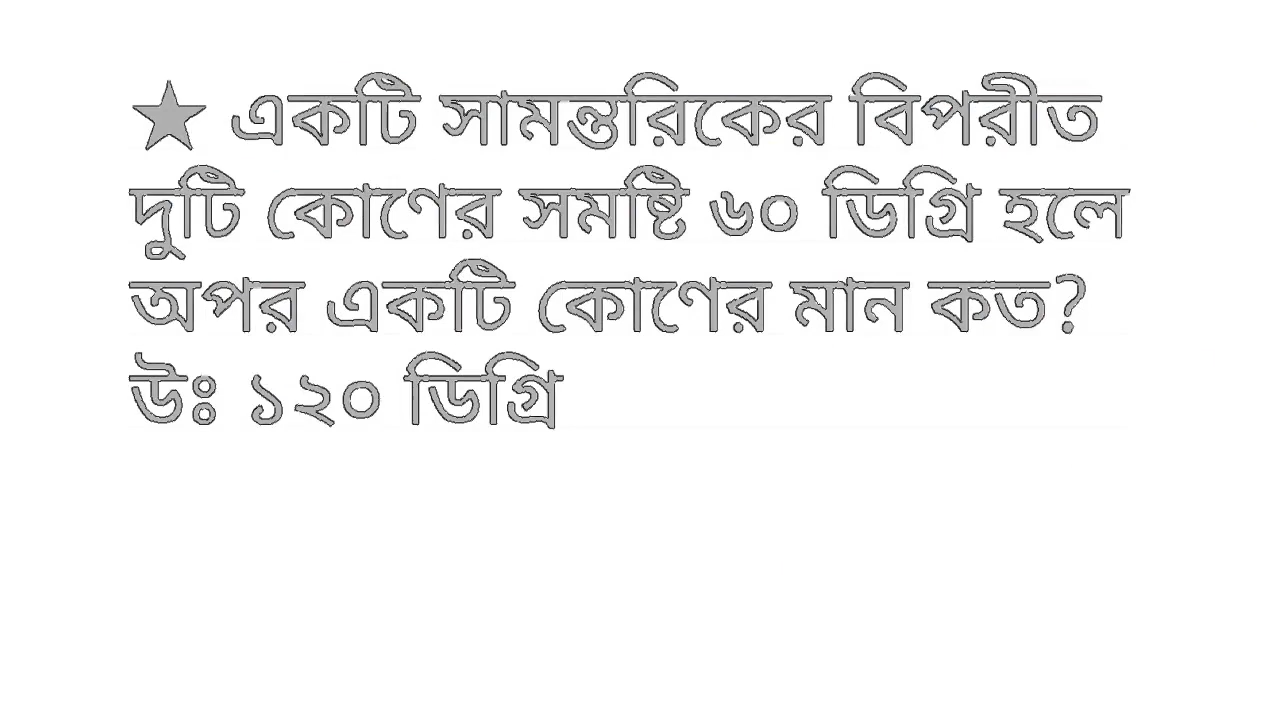 ★ একটি সামন্তরিকের বিপরীত
দুটি কোণের সমষ্টি ৬০ ডিগ্রি হলে
অপর একটি কোণের মান কত?
উঃ ১২০ ডিগ্রি